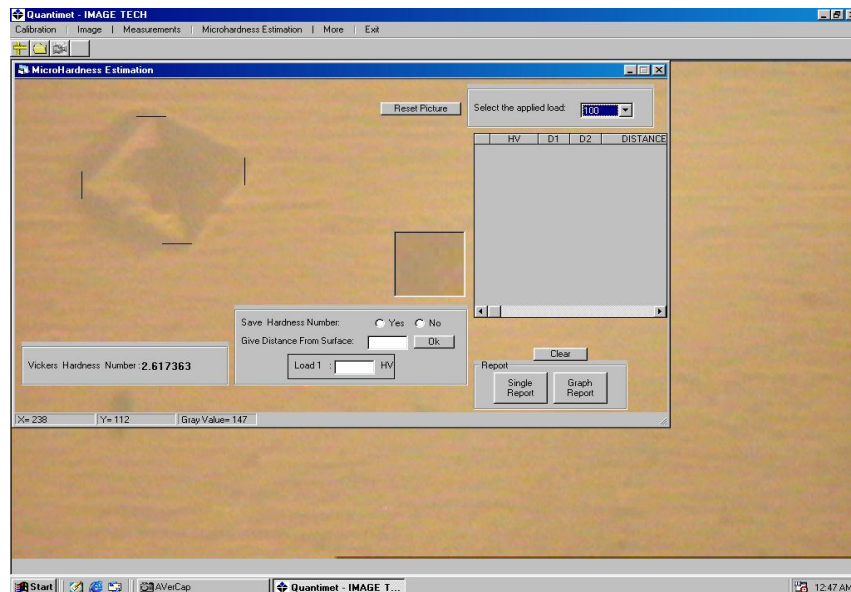 Quantimet - IMAGE TECH
Calibration | Image | Measurements | Microhardness Estimation | More | Exit
MicroHardness Estimation
Reset Picture
Select the applied load: 100
HV D1 D2 DISTANCE
Save Hardness Number: Yes No
Give Distance From Surface: Ok
Load 1 : HV
Vickers Hardness Number : 2.617363
Clear
Report
Single Report
Graph Report
X= 238 Y= 112 Gray Value= 147
Start AVerCap Quantimet - IMAGE T... 12:47 AM